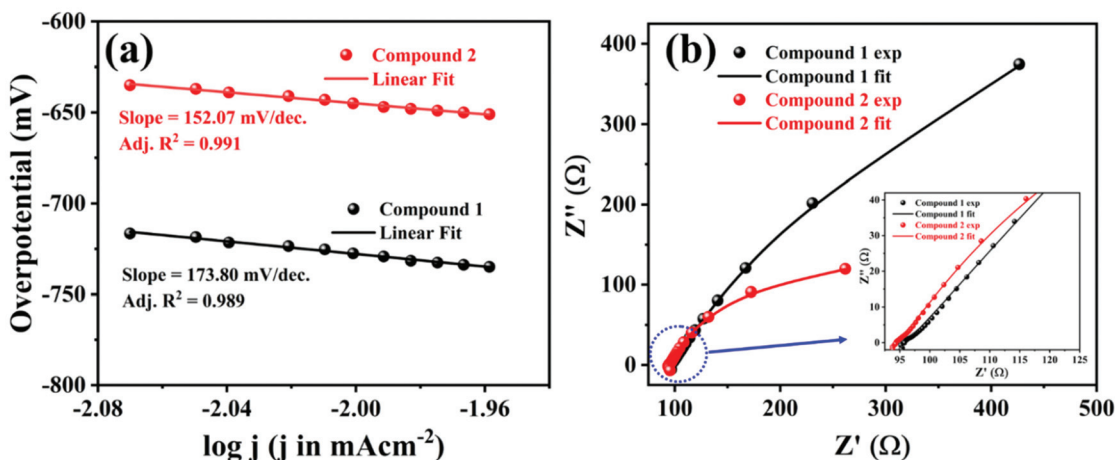 (a)
Compound 2
Linear Fit
Slope = 152.07 mV/dec.
Adj. R² = 0.991
Compound 1
Linear Fit
Slope = 173.80 mV/dec.
Adj. R² = 0.989
Overpotential (mV)
-600
-650
-700
-750
-800
-2.08 -2.04 -2.00 -1.96
log j (j in mAcm⁻²)
(b)
Compound 1 exp
Compound 1 fit
Compound 2 exp
Compound 2 fit
Z'' (Ω)
400
300
200
100
0
100 200 300 400 500
Z' (Ω)
Compound 1 exp
Compound 1 fit
Compound 2 exp
Compound 2 fit
Z'' (Ω)
40
30
20
10
0
95 100 105 110 115 120 125
Z' (Ω)